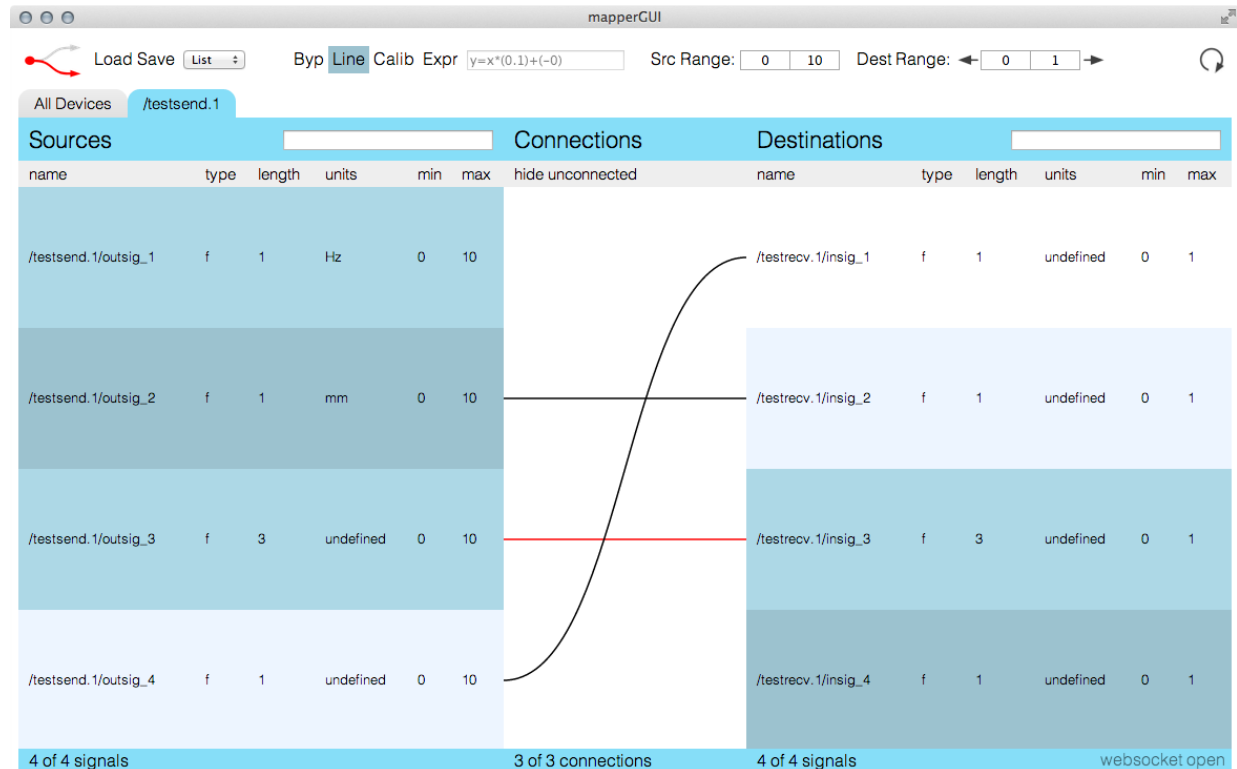 mapperGUI
Load Save List Byp Line Calib Expr y=x*(0.1)+(-0) Src Range: 0 10 Dest Range: 0 1
All Devices /testsend.1
Sources Connections Destinations
name type length units min max hide unconnected name type length units min max
/testsend.1/outsig_1 f 1 Hz 0 10 /testrecv.1/insig_1 f 1 undefined 0 1
/testsend.1/outsig_2 f 1 mm 0 10 /testrecv.1/insig_2 f 1 undefined 0 1
/testsend.1/outsig_3 f 3 undefined 0 10 /testrecv.1/insig_3 f 3 undefined 0 1
/testsend.1/outsig_4 f 1 undefined 0 10 /testrecv.1/insig_4 f 1 undefined 0 1
4 of 4 signals 3 of 3 connections 4 of 4 signals websocket open